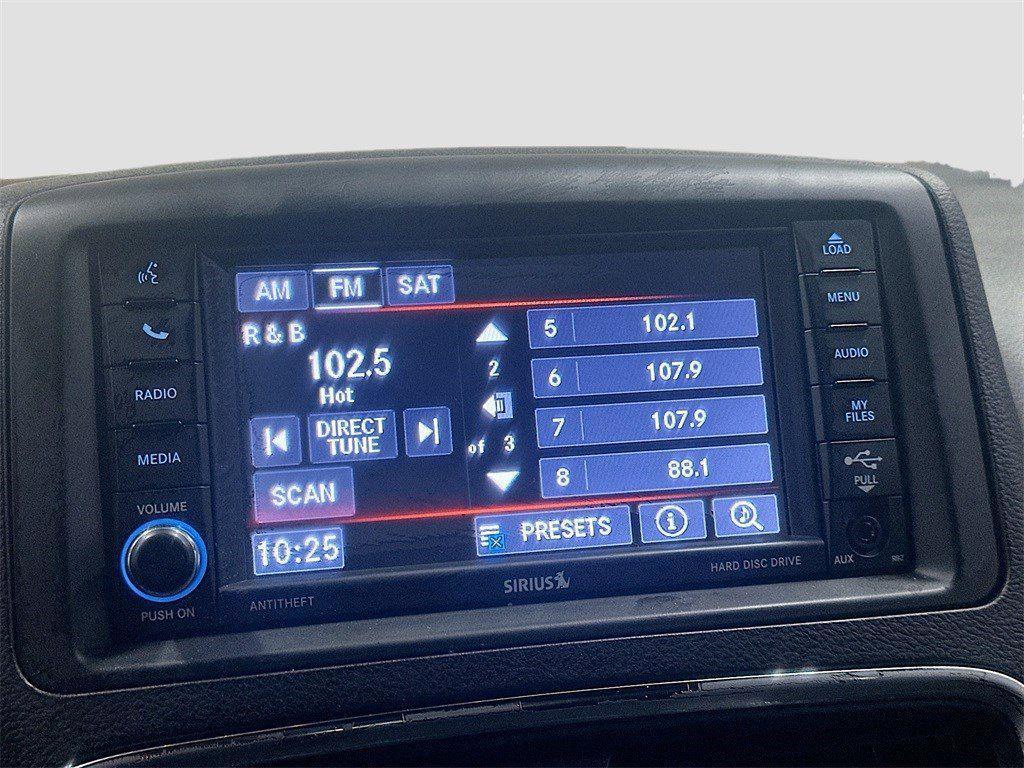 AM FM SAT
R & B
102.5
Hot
DIRECT
TUNE
SCAN
10:25
2
of 3
5 102.1
6 107.9
7 107.9
8 88.1
PRESETS
RADIO
MEDIA
VOLUME
PUSH ON
ANTITHEFT
SIRIUS
HARD DISC DRIVE
LOAD
MENU
AUDIO
MY
FILES
PULL
AUX